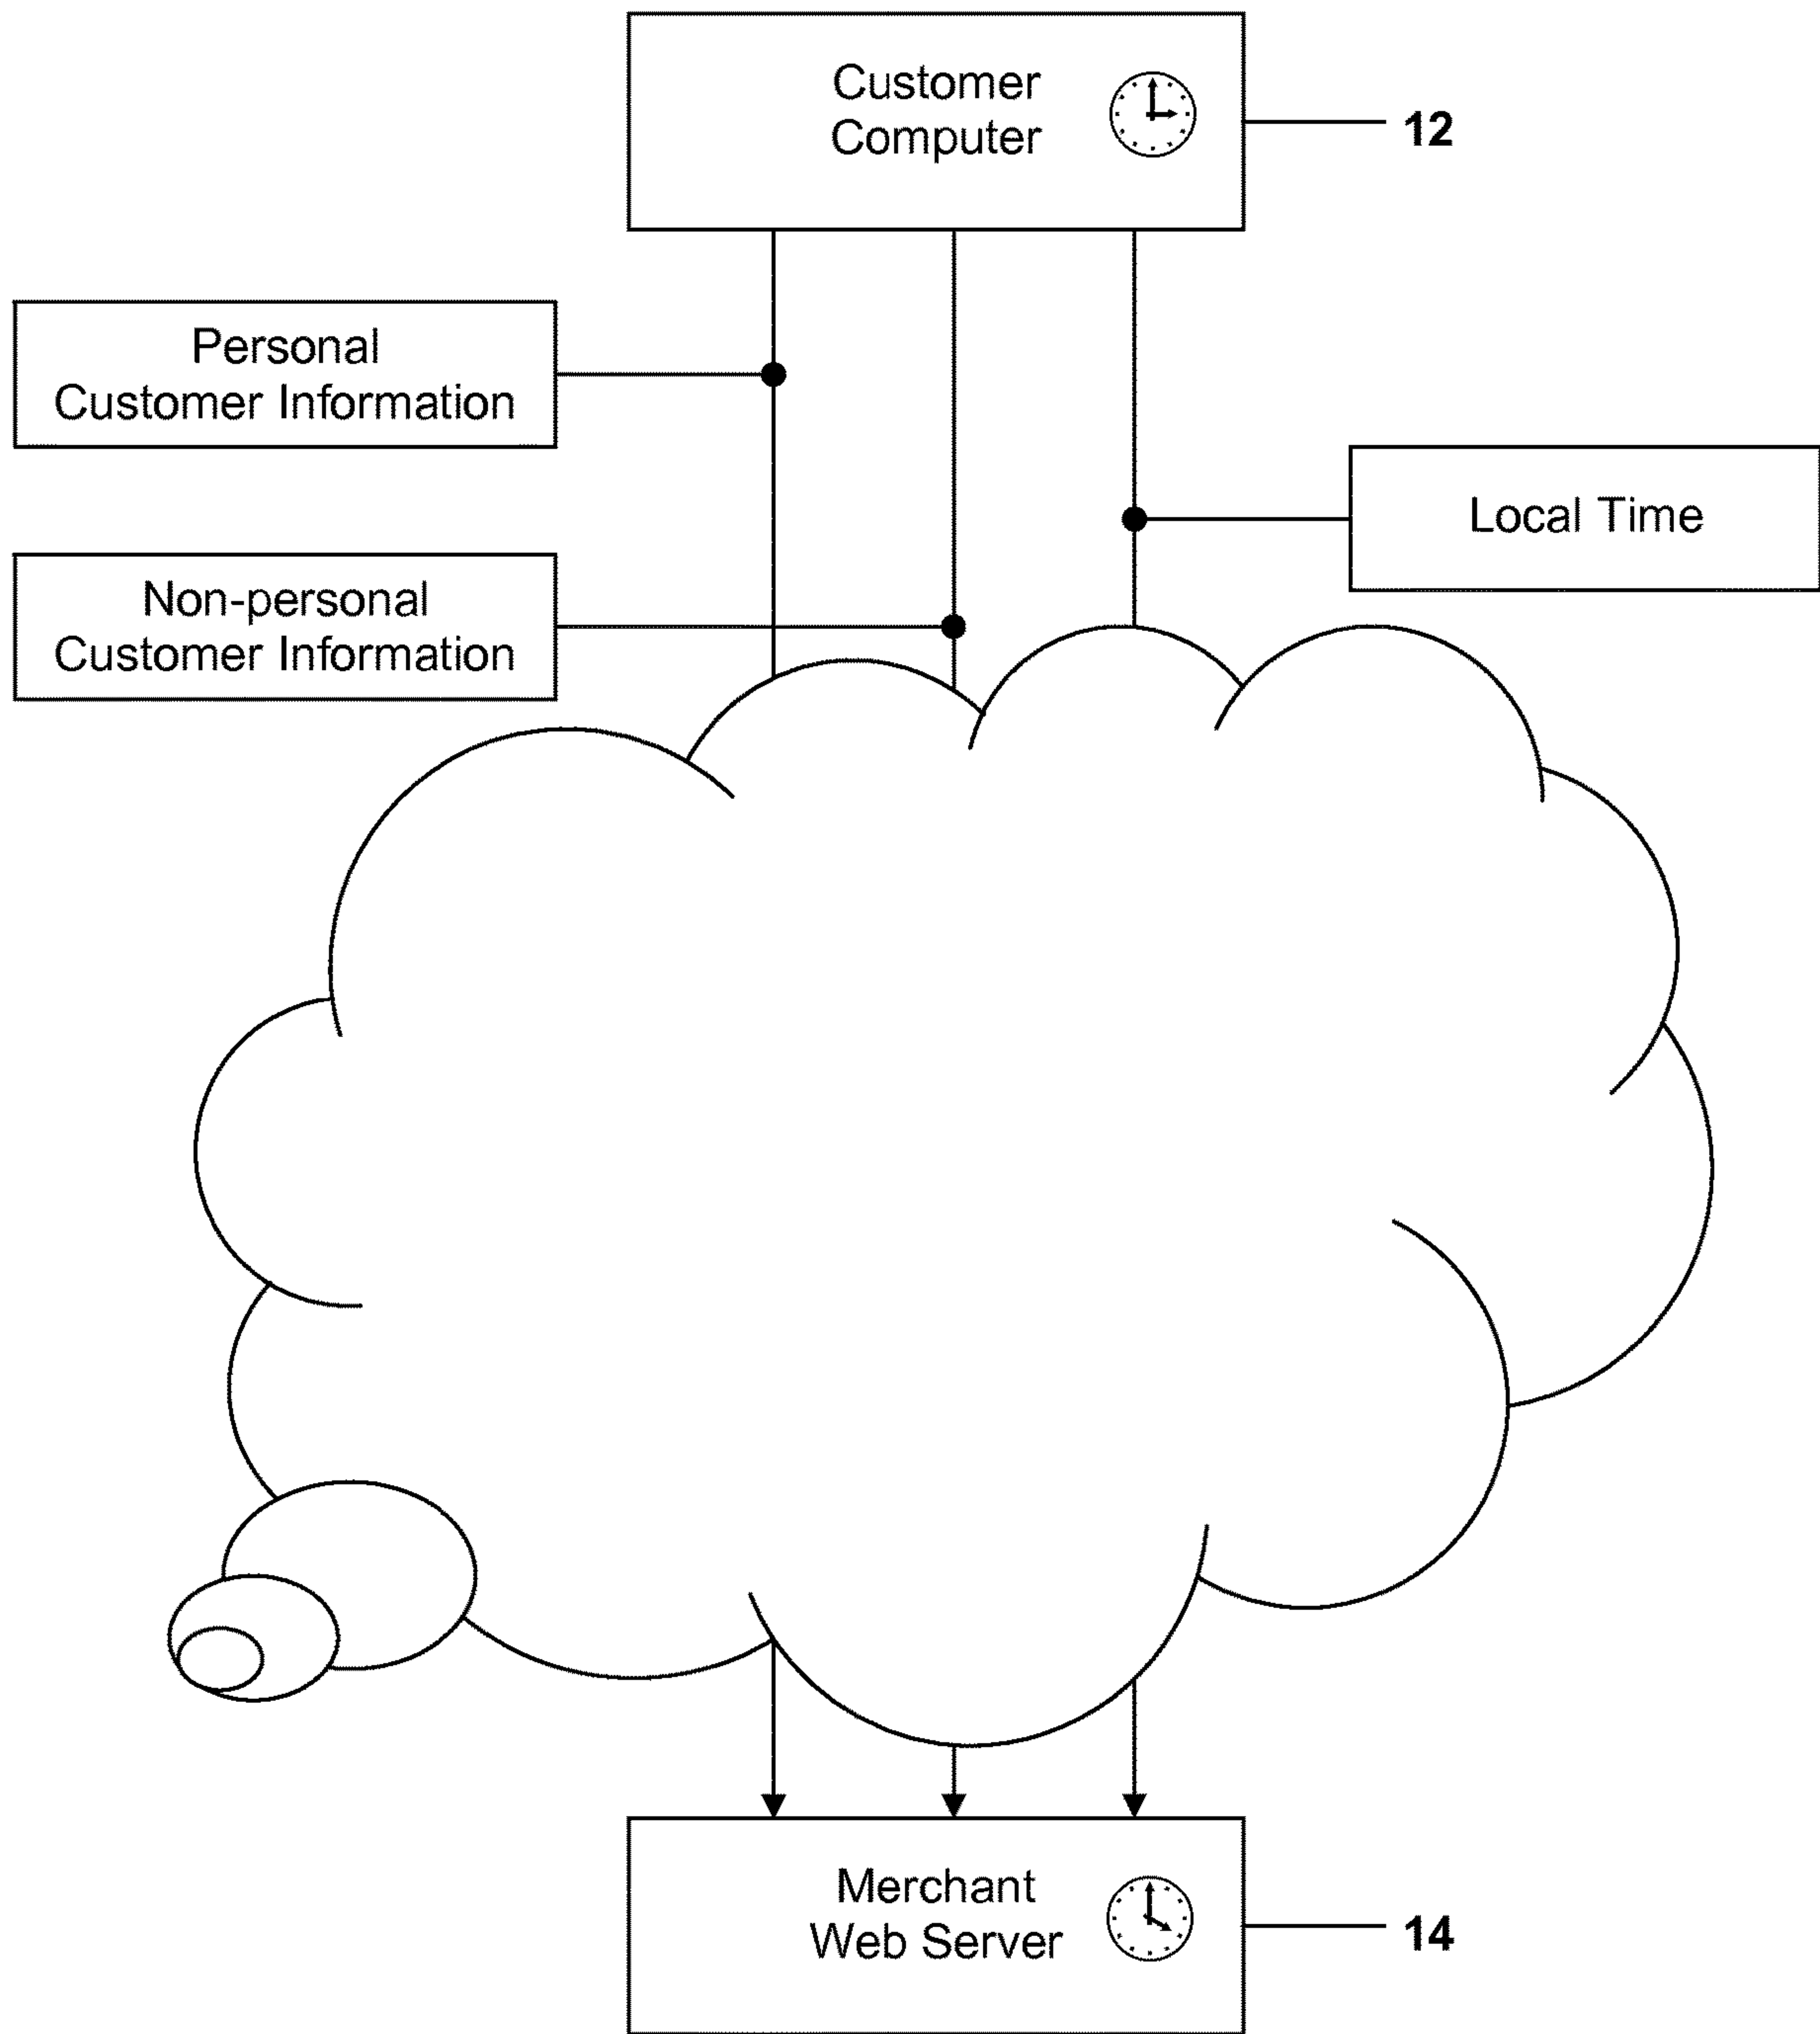 Customer
Computer
12
Personal
Customer Information
Local Time
Non-personal
Customer Information
Merchant
Web Server
14